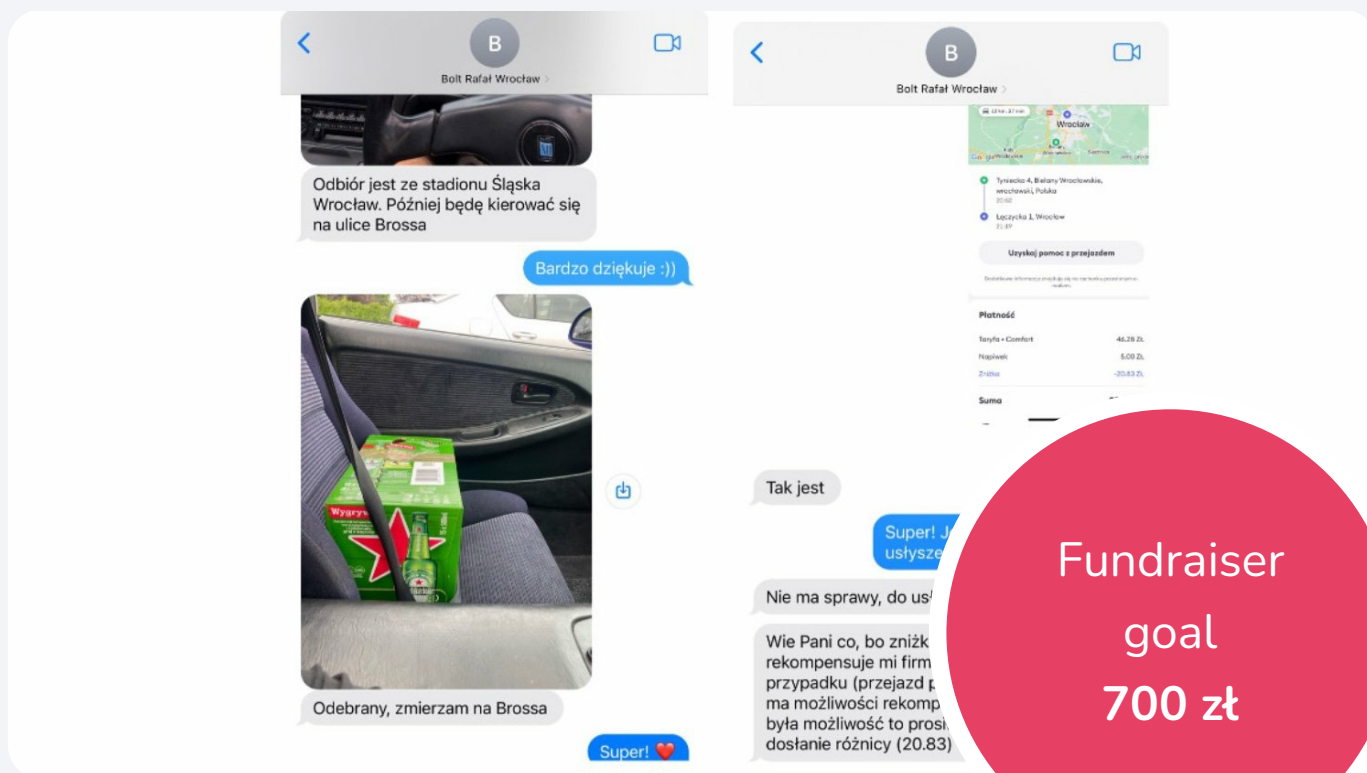 B
Bolt Rafał Wrocław >
Odbiór jest ze stadionu Śląska
Wrocław. Później będę kierować się
na ulice Brossa
Bardzo dziękuje :))
Wygryw
Odebrany, zmierzam na Brossa
Super! ❤️
B
Bolt Rafał Wrocław >
Wrocław
Tyniecka 4, Bielany Wrocławskie,
wrocławski, Polska
Łęczycka 1, Wrocław
Uzyskaj pomoc z przejazdem
Płatność
Taryfa • Comfort 46.28 ZŁ
Napiwek 5.00 ZŁ
Zniżka -20.83 ZŁ
Suma
Tak jest
Super! J
usłysze
Nie ma sprawy, do us
Wie Pani co, bo zniżk
rekompensuje mi firm
przypadku (przejazd p
ma możliwości rekomp
była możliwość to prosi
dosłanie różnicy (20.83)
Fundraiser
goal
700 zł